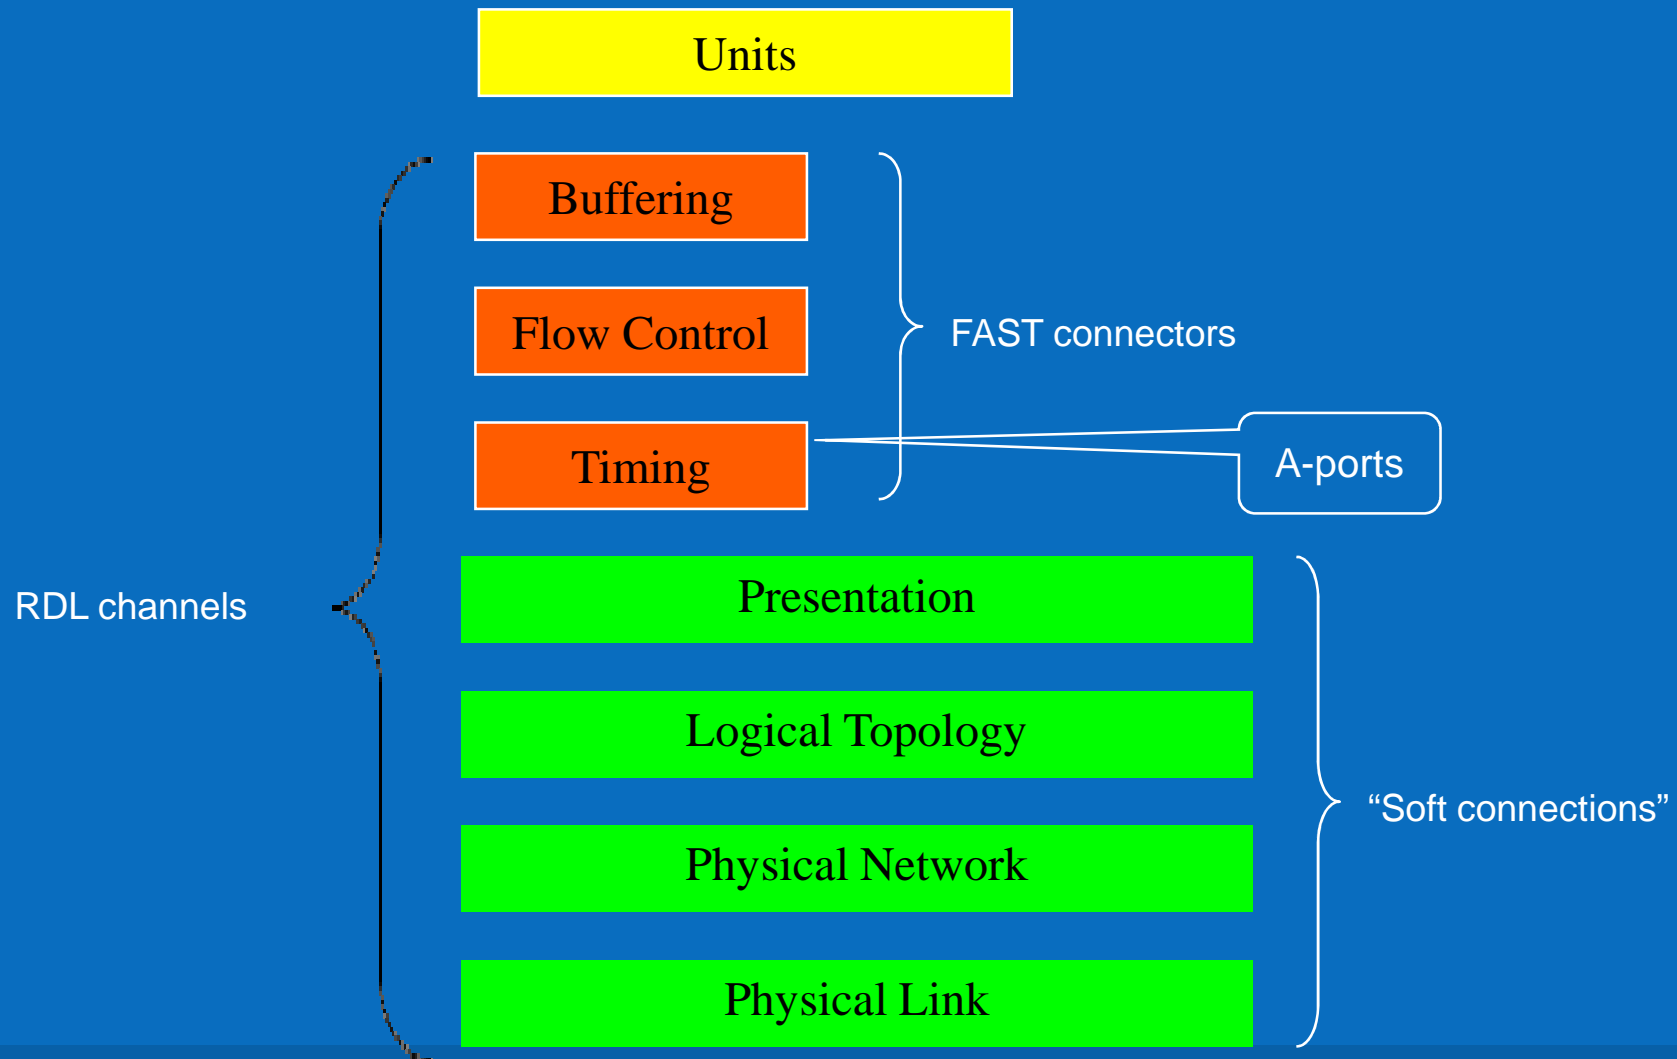 Units
Buffering
Flow Control
FAST connectors
Timing
A-ports
RDL channels
Presentation
Logical Topology
“Soft connections”
Physical Network
Physical Link